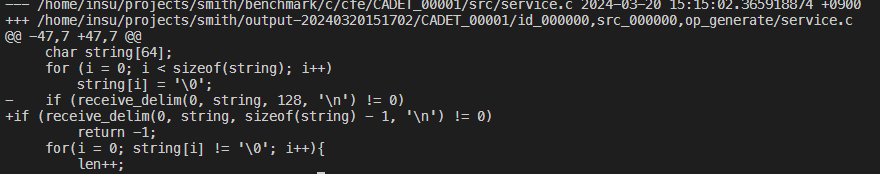 --- /home/insu/projects/smith/benchmark/c/cfe/CADET_00001/src/service.c 2024-03-20 15:15:02.365918874 +0900
+++ /home/insu/projects/smith/output-20240320151702/CADET_00001/id_000000,src_000000,op_generate/service.c
@@ -47,7 +47,7 @@
     char string[64];
     for (i = 0; i < sizeof(string); i++)
         string[i] = '\0';
-    if (receive_delim(0, string, 128, '\n') != 0)
+if (receive_delim(0, string, sizeof(string) - 1, '\n') != 0)
         return -1;
     for(i = 0; string[i] != '\0'; i++){
         len++;